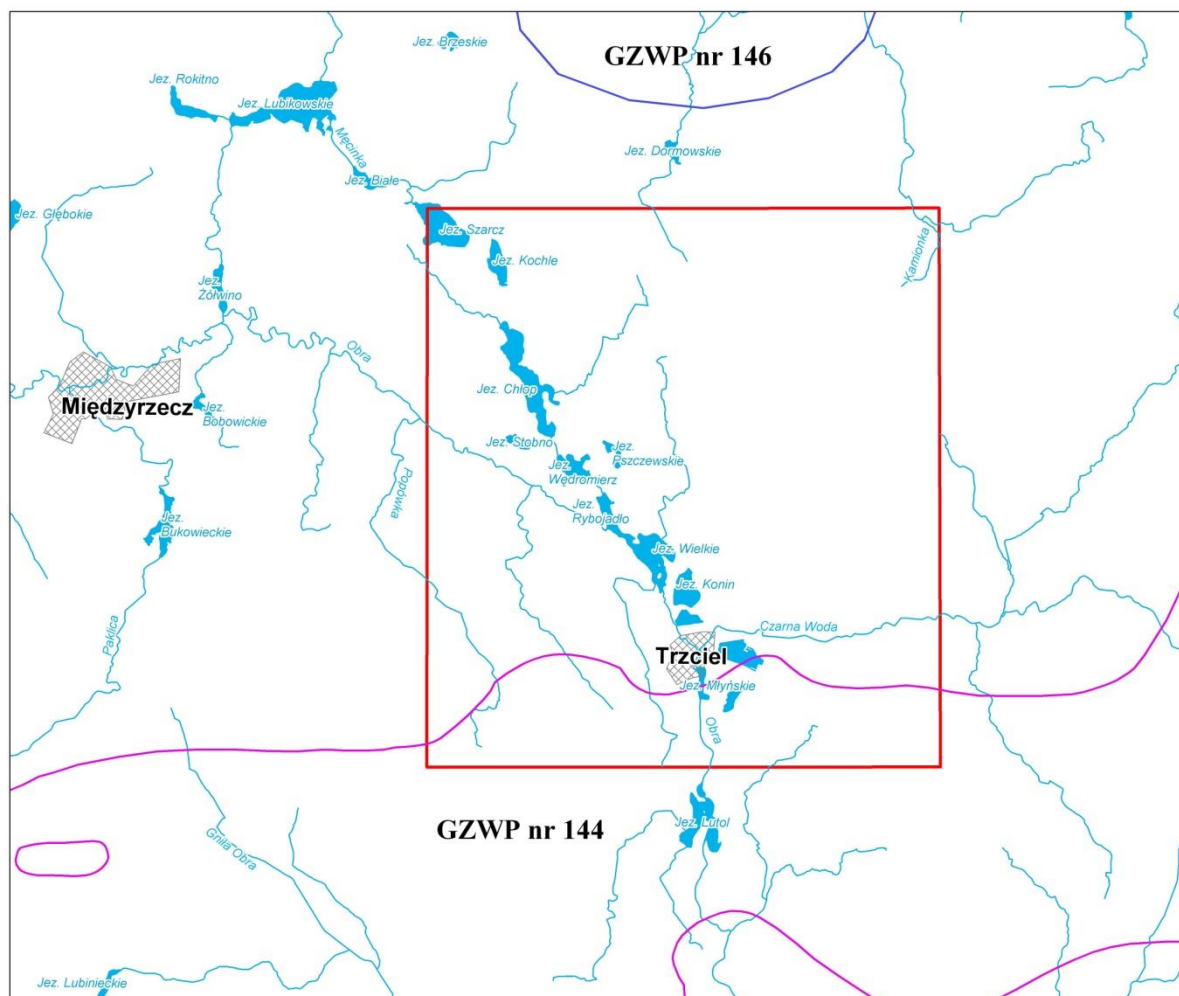 Jez. Brzeskie
GZWP nr 146
Jez. Rokitno
Jez. Lubikowskie
Męcinka
Jez. Dormowskie
Jez. Białe
Jez. Głębokie
Jez. Szarcz
Kamionka
Jez. Kochle
Jez.
Żółwino
Obra
Międzyrzecz
Jez. Chłop
Jez.
Bobowickie
Jez. Stobno
Jez.
Pszczewskie
Jez.
Wędromierz
Popówka
Jez.
Rybojadło
Jez.
Bukowieckie
Jez. Wielkie
Jez. Konin
Paklica
Czarna Woda
Trzciel
Jez. Młyńskie
Obra
GZWP nr 144
Jez. Lutol
Gniła Obra
Jez. Lubinieckie